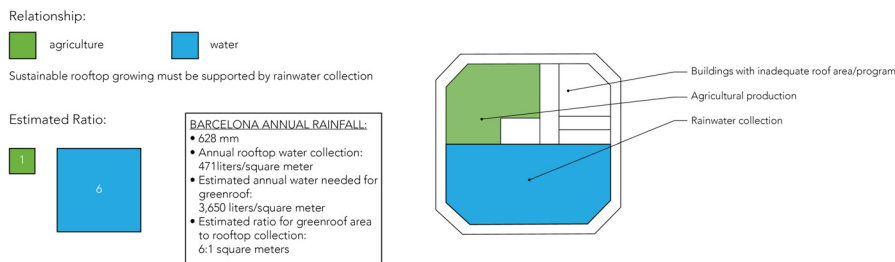 Relationship:
agriculture
water
Sustainable rooftop growing must be supported by rainwater collection
Estimated Ratio:
1
6
BARCELONA ANNUAL RAINFALL:
• 628 mm
• Annual rooftop water collection:
471liters/square meter
• Estimated annual water needed for
greenroof:
3,650 liters/square meter
• Estimated ratio for greenroof area
to rooftop collection:
6:1 square meters
Buildings with inadequate roof area/program
Agricultural production
Rainwater collection